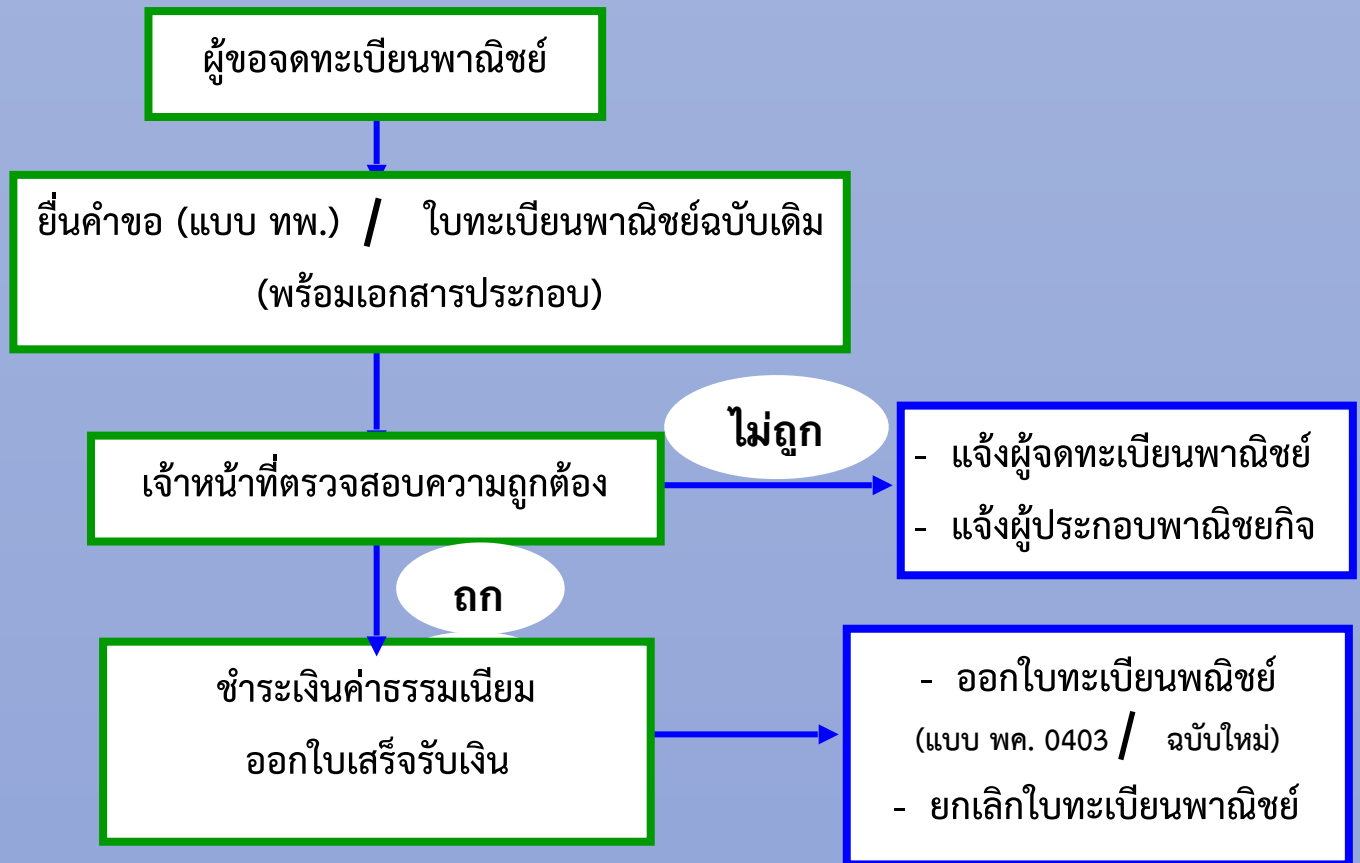 ผู้ขอจดทะเบียนพาณิชย์
ยื่นคำขอ (แบบ ทพ.) / ใบทะเบียนพาณิชย์ฉบับเดิม
(พร้อมเอกสารประกอบ)
เจ้าหน้าที่ตรวจสอบความถูกต้อง
ไม่ถูก
- แจ้งผู้จดทะเบียนพาณิชย์
- แจ้งผู้ประกอบพาณิชยกิจ
ถก
ชำระเงินค่าธรรมเนียม
ออกใบเสร็จรับเงิน
- ออกใบทะเบียนพณิชย์
(แบบ พค. 0403 / ฉบับใหม่)
- ยกเลิกใบทะเบียนพาณิชย์